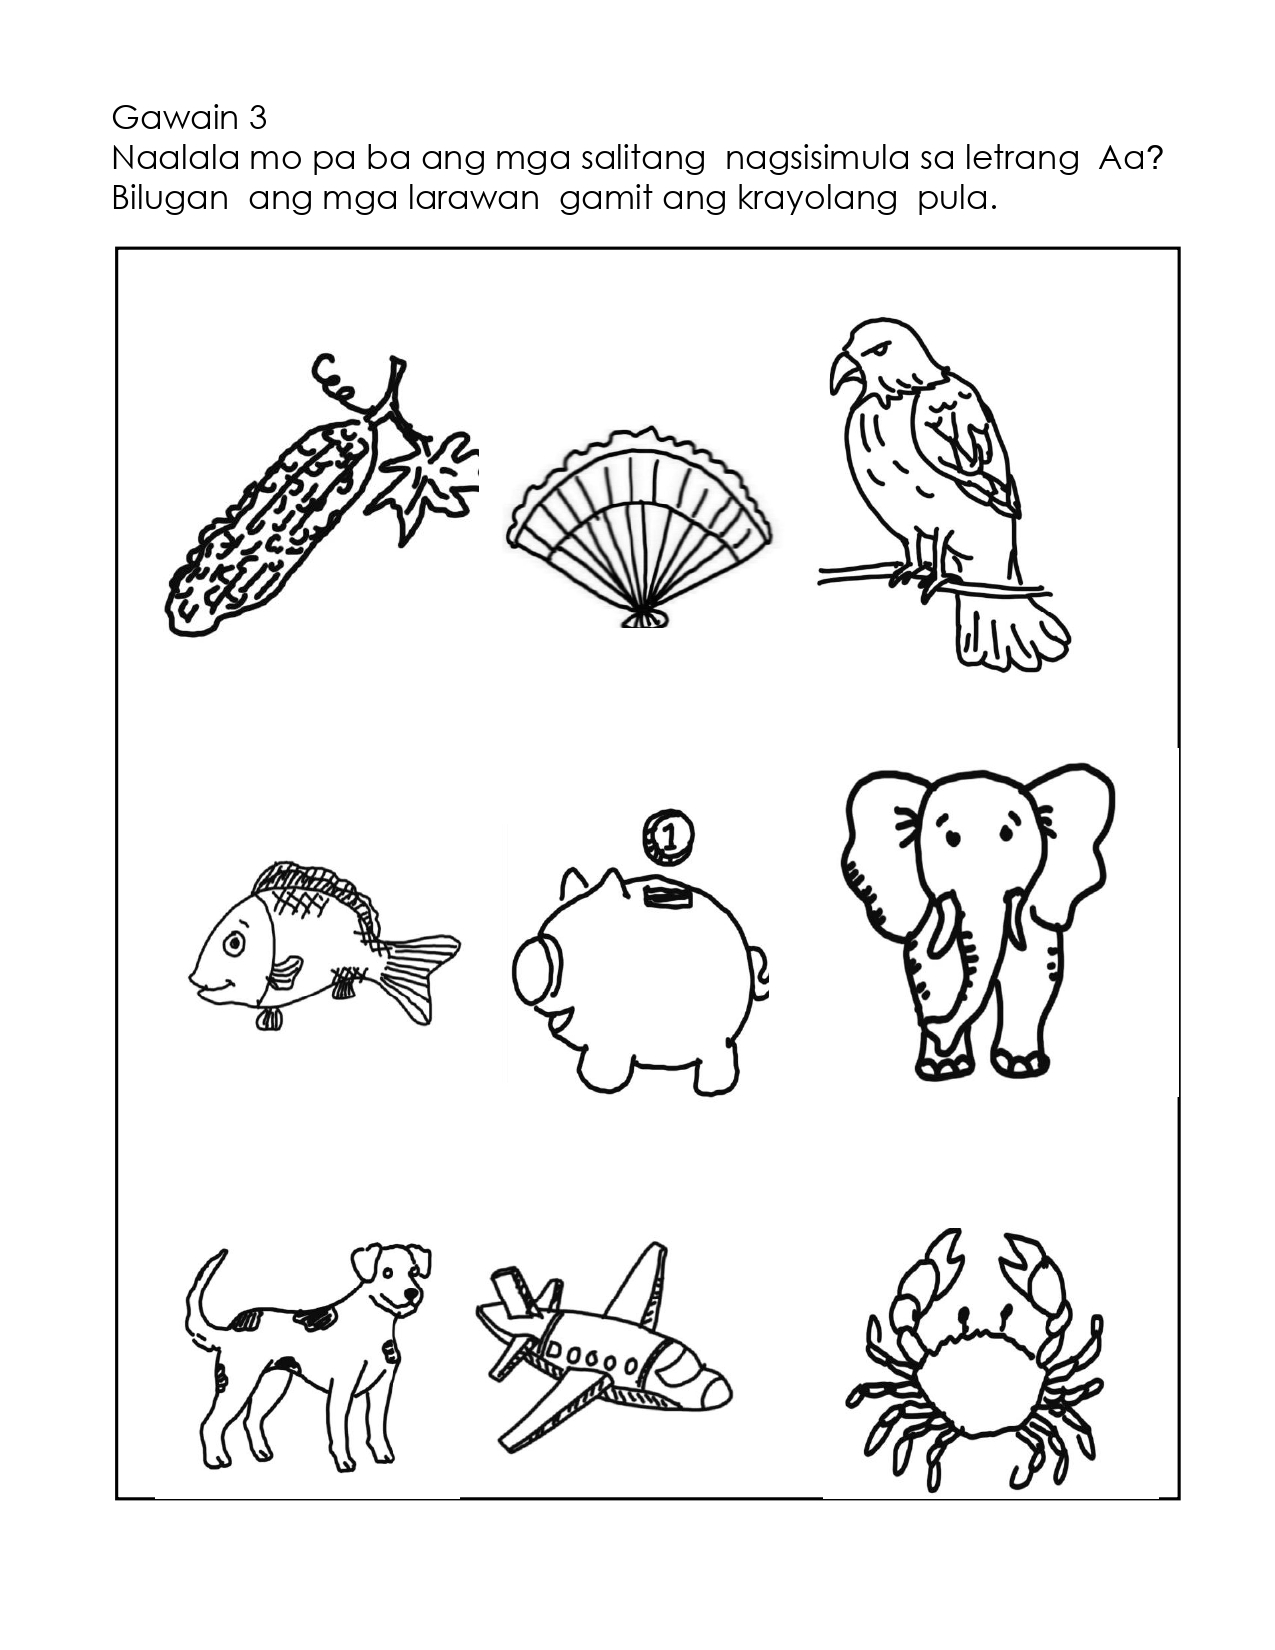 Gawain 3
Naalala mo pa ba ang mga salitang nagsisimula sa letrang Aa?
Bilugan ang mga larawan gamit ang krayolang pula.
1